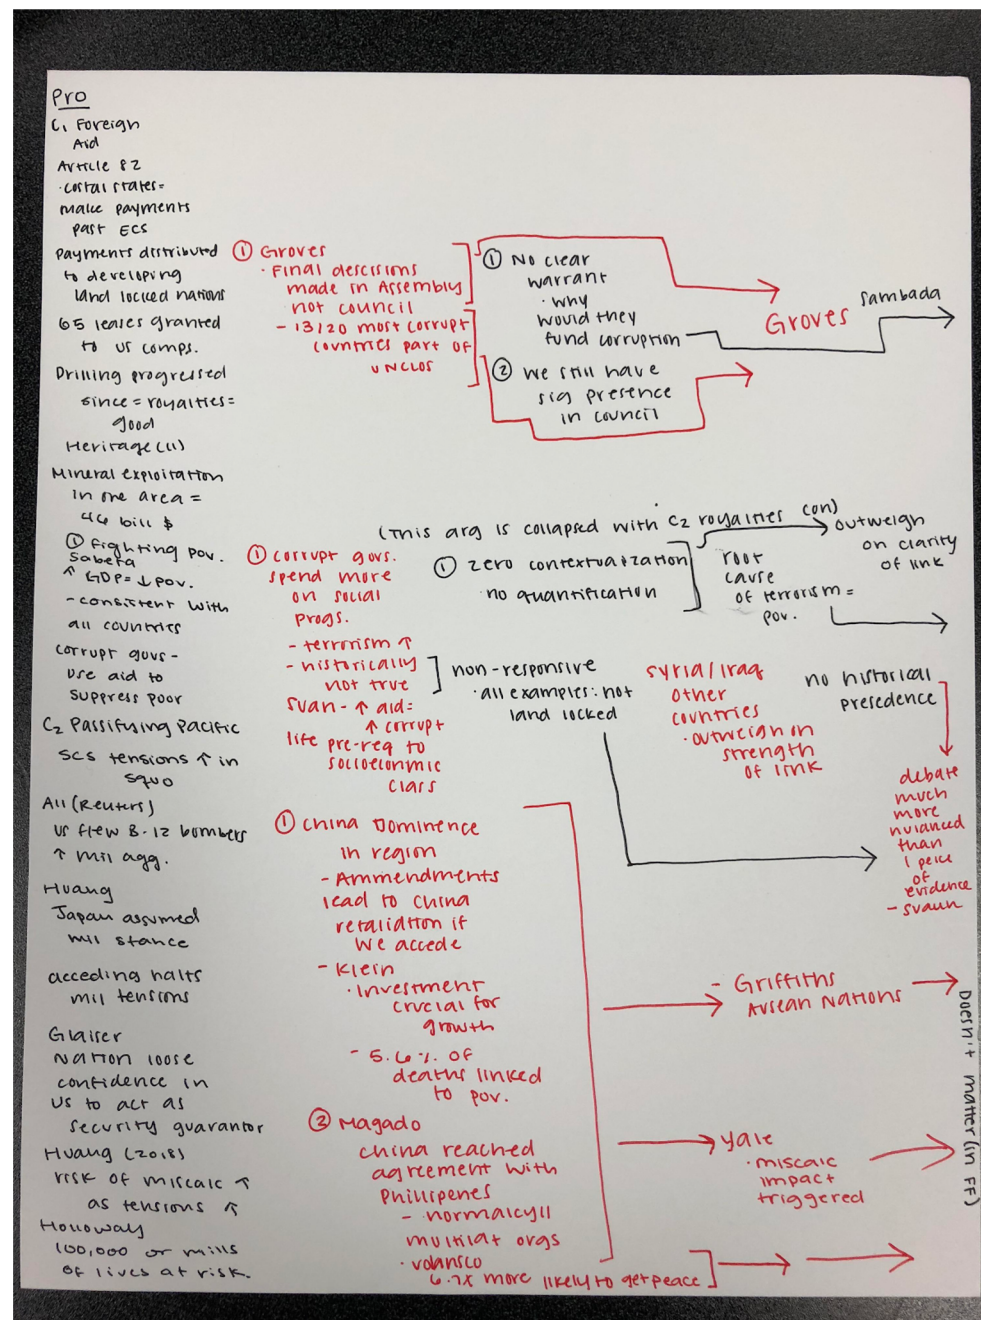 Pro
C1 Foreign
Aid
Article 82
·costal states=
make payments
past ECS
Payments distributed
to developing
land locked nations
65 leases granted
to US comps.
Drilling progressed
since = royalties =
good
Heritage (11)
Mineral exploitation
in one area =
46 bill $
① fighting pov.
Sabeta
↑ GDP = ↓ pov.
- consistent with
all countries
corrupt govs -
use aid to
suppress poor
C2 Passifying Pacific
SCS tensions ↑ in
squo
All (Reuters)
US flew B-12 bombers
↑ mil agg.
Huang
Japan assumed
mil stance
acceding halts
mil tensions
Glaiser
Nation loose
confidence in
US to act as
security guarantor
Huang (2018)
risk of miscalc ↑
as tensions ↑
Holloway
100,000 or mills
of lives at risk.
① Groves
· Final descisions
made in Assembly
not council
- 13/20 most corrupt
countries part of
UNCLOS
① No clear
warrant
· why
would they
fund corruption
② we still have
sig presence
in council
Groves
Sambada
(This arg is collapsed with C2 royalties con)
① corrupt govs.
spend more
on social
progs.
- terrorism ↑
- historically
not true
Svan - ↑ aid =
↑ corrupt
life pre-req to
socioeconmic
class
① zero contextualization
· no quantification
root
cause
of terrorism =
pov.
outweigh
on clarity
of link
non-responsive
· all examples: not
land locked
Syria/Iraq
other
countries
· outweigh on
strength
of link
no historical
presedence
debate
much
more
nuianced
than
1 peice
of
evidence
- svaun
① China Dominence
in region
- Ammendments
lead to China
retaliation if
we accede
- Klein
· Investment
crucial for
growth
- 5.6% of
deaths linked
to pov.
② Magado
China reached
agreement with
Phillipenes
- normalcy||
multilat orgs
· volansco
6.7x more likely to get peace
- Griffiths
Avsean Nations
Yale
· miscalc
impact
triggered
Doesn't matter (in FF)